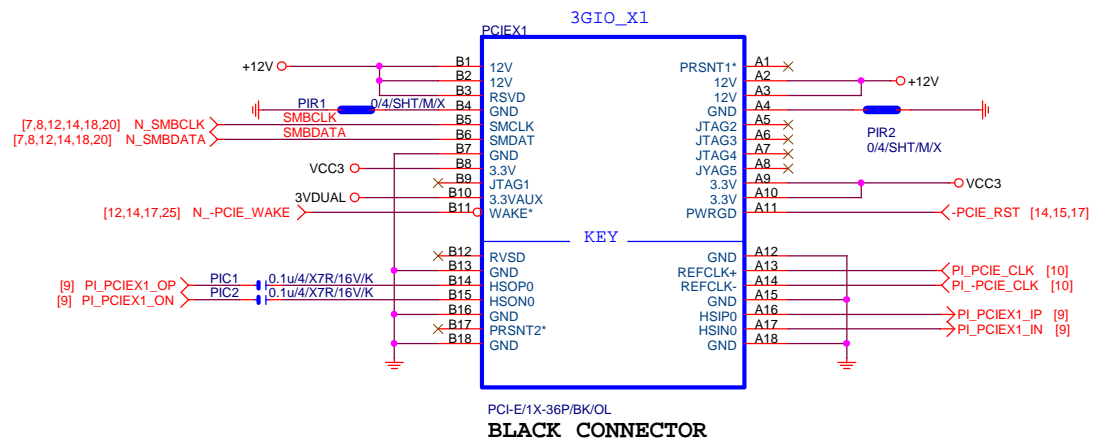 3GIO_X1
PCIEX1
+12V B1 12V PRSNT1* A1
B2 12V 12V A2 +12V
B3 RSVD 12V A3
PIR1 0/4/SHT/M/X B4 GND GND A4
[7,8,12,14,18,20] N_SMBCLK SMBCLK B5 SMCLK JTAG2 A5
[7,8,12,14,18,20] N_SMBDATA SMBDATA B6 SMDAT JTAG3 A6 PIR2
B7 GND JTAG4 A7 0/4/SHT/M/X
VCC3 B8 3.3V JYAG5 A8
B9 JTAG1 3.3V A9 VCC3
3VDUAL B10 3.3VAUX 3.3V A10
[12,14,17,25] N_-PCIE_WAKE B11 WAKE* PWRGD A11 -PCIE_RST [14,15,17]
KEY
B12 RVSD GND A12
B13 GND REFCLK+ A13 PI_PCIE_CLK [10]
[9] PI_PCIEX1_OP PIC1 0.1u/4/X7R/16V/K B14 HSOP0 REFCLK- A14 PI_-PCIE_CLK [10]
[9] PI_PCIEX1_ON PIC2 0.1u/4/X7R/16V/K B15 HSON0 GND A15
B16 GND HSIP0 A16 PI_PCIEX1_IP [9]
B17 PRSNT2* HSIN0 A17 PI_PCIEX1_IN [9]
B18 GND GND A18
PCI-E/1X-36P/BK/OL
BLACK CONNECTOR